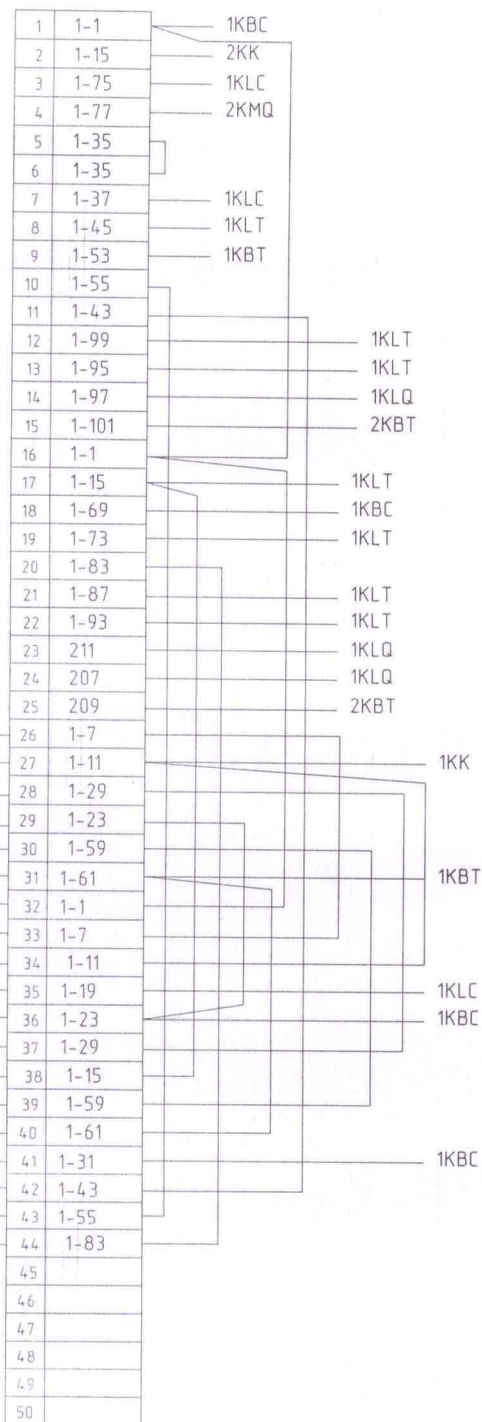 1 1-1 1KBC
2 1-15 2KK
3 1-75 1KLC
4 1-77 2KMQ
5 1-35
6 1-35
7 1-37 1KLC
8 1-45 1KLT
9 1-53 1KBT
10 1-55
11 1-43
12 1-99 1KLT
13 1-95 1KLT
14 1-97 1KLQ
15 1-101 2KBT
16 1-1
17 1-15 1KLT
18 1-69 1KBC
19 1-73 1KLT
20 1-83
21 1-87 1KLT
22 1-93 1KLT
23 211 1KLQ
24 207 1KLQ
25 209 2KBT
26 1-7
27 1-11 1KK
28 1-29
29 1-23
30 1-59
31 1-61 1KBT
32 1-1
33 1-7
34 1-11
35 1-19 1KLC
36 1-23 1KBC
37 1-29
38 1-15
39 1-59
40 1-61
41 1-31 1KBC
42 1-43
43 1-55
44 1-83
45
46
47
48
49
50